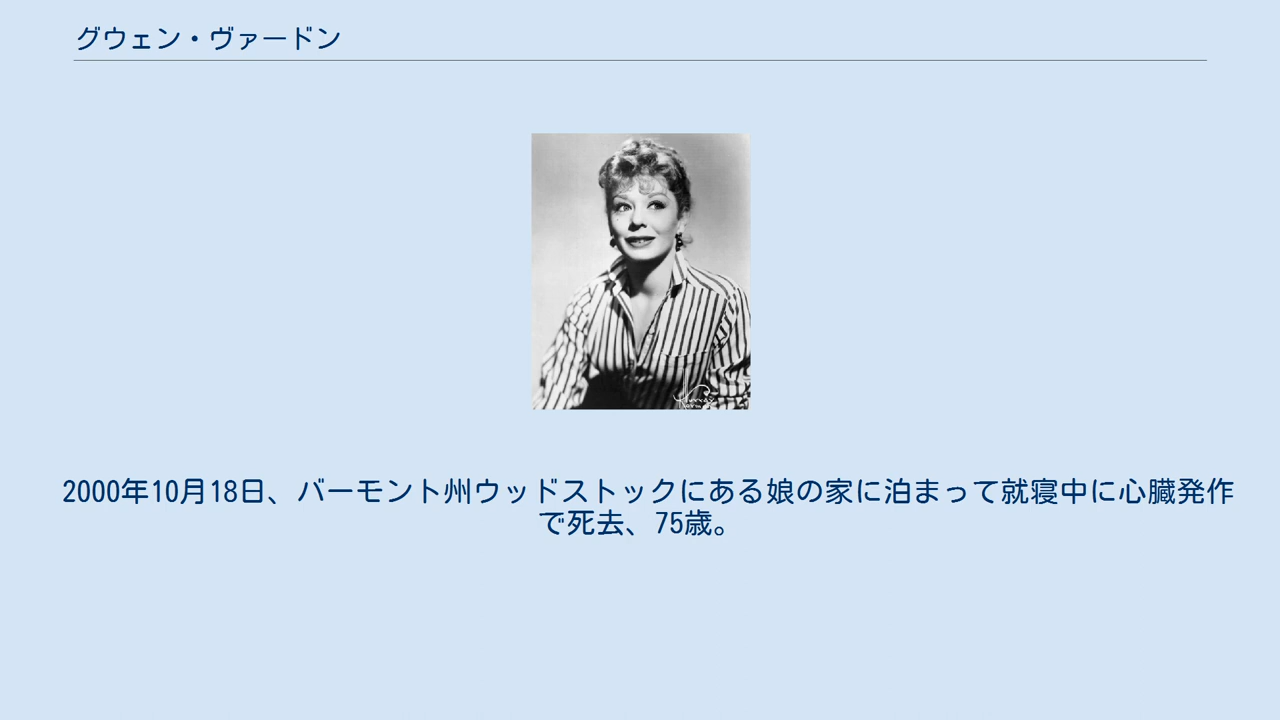 グウェン・ヴァードン
2000年10月18日、バーモント州ウッドストックにある娘の家に泊まって就寝中に心臓発作
で死去、75歳。